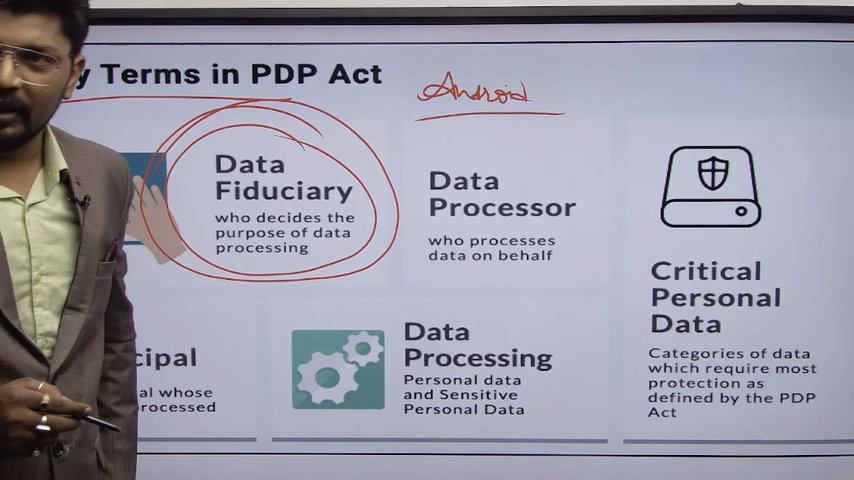 y Terms in PDP Act
Android
Data
Fiduciary
who decides the
purpose of data
processing
Data
Processor
who processes
data on behalf
Critical
Personal
Data
Categories of data
which require most
protection as
defined by the PDP
Act
cipal
al whose
rocessed
Data
Processing
Personal data
and Sensitive
Personal Data